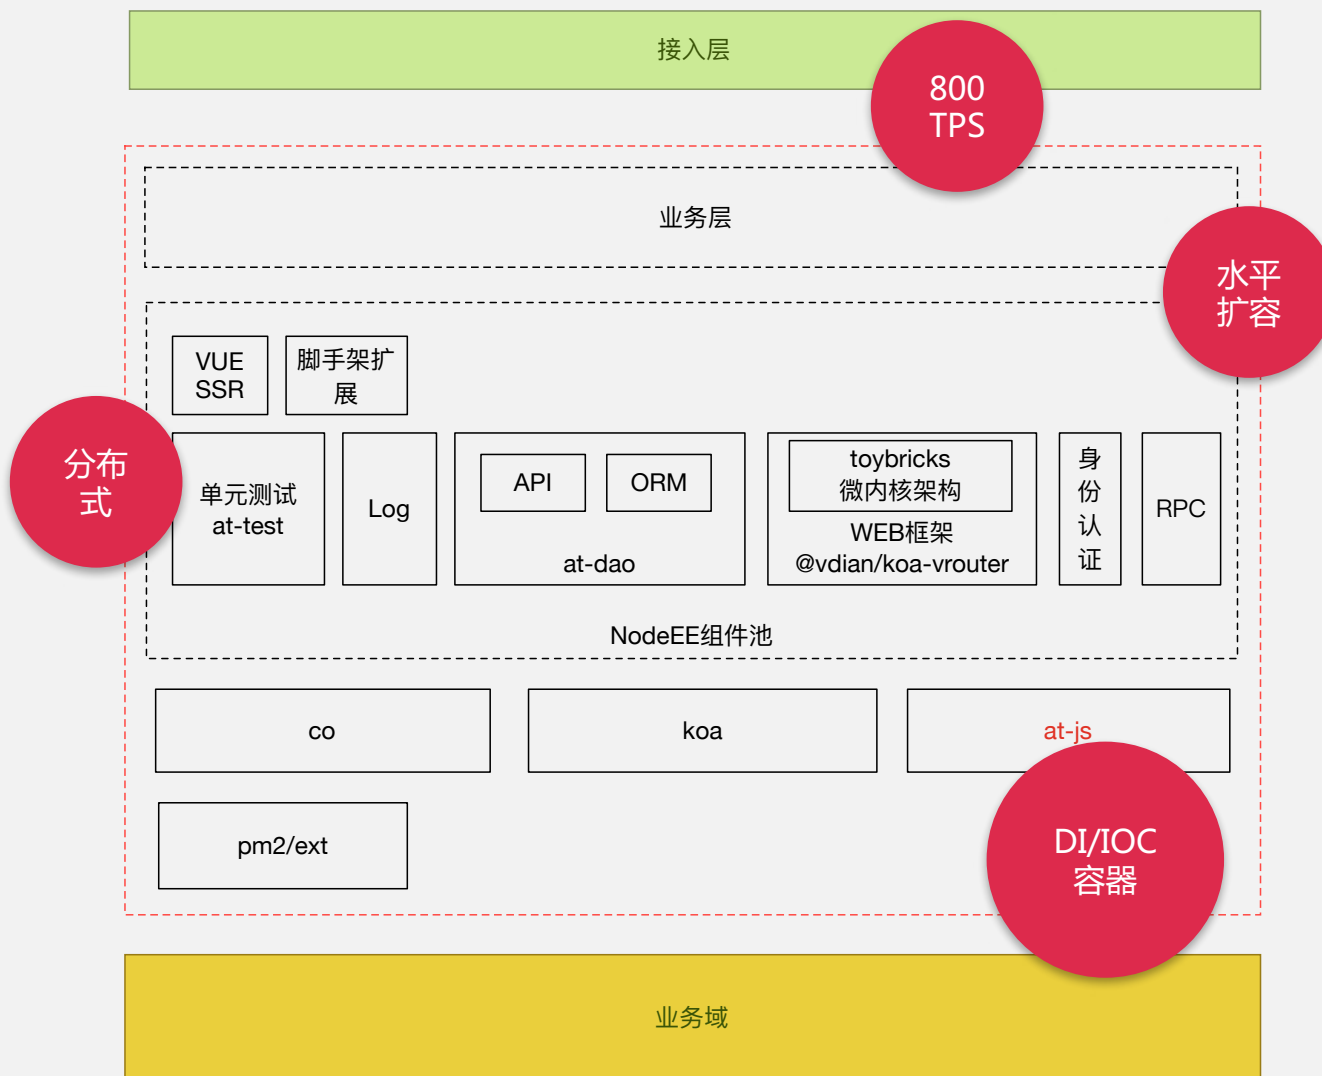 接入层
800
TPS
业务层
水平
扩容
VUE
SSR
脚手架扩
展
分布
式
单元测试
at-test
Log
API
ORM
at-dao
toybricks
微内核架构
WEB框架
@vdian/koa-vrouter
身
份
认
证
RPC
NodeEE组件池
co
koa
at-js
pm2/ext
DI/IOC
容器
业务域